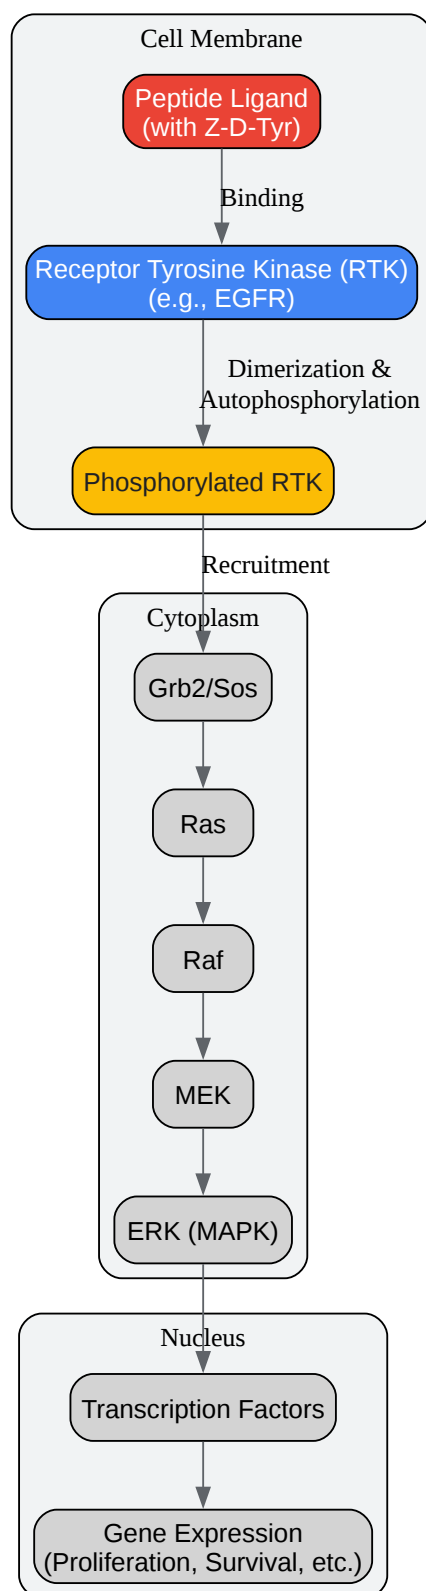 Cell Membrane
Peptide Ligand
(with Z-D-Tyr)
Binding
Receptor Tyrosine Kinase (RTK)
(e.g., EGFR)
Dimerization &
Autophosphorylation
Phosphorylated RTK
Recruitment
Cytoplasm
Grb2/Sos
Ras
Raf
MEK
ERK (MAPK)
Nucleus
Transcription Factors
Gene Expression
(Proliferation, Survival, etc.)